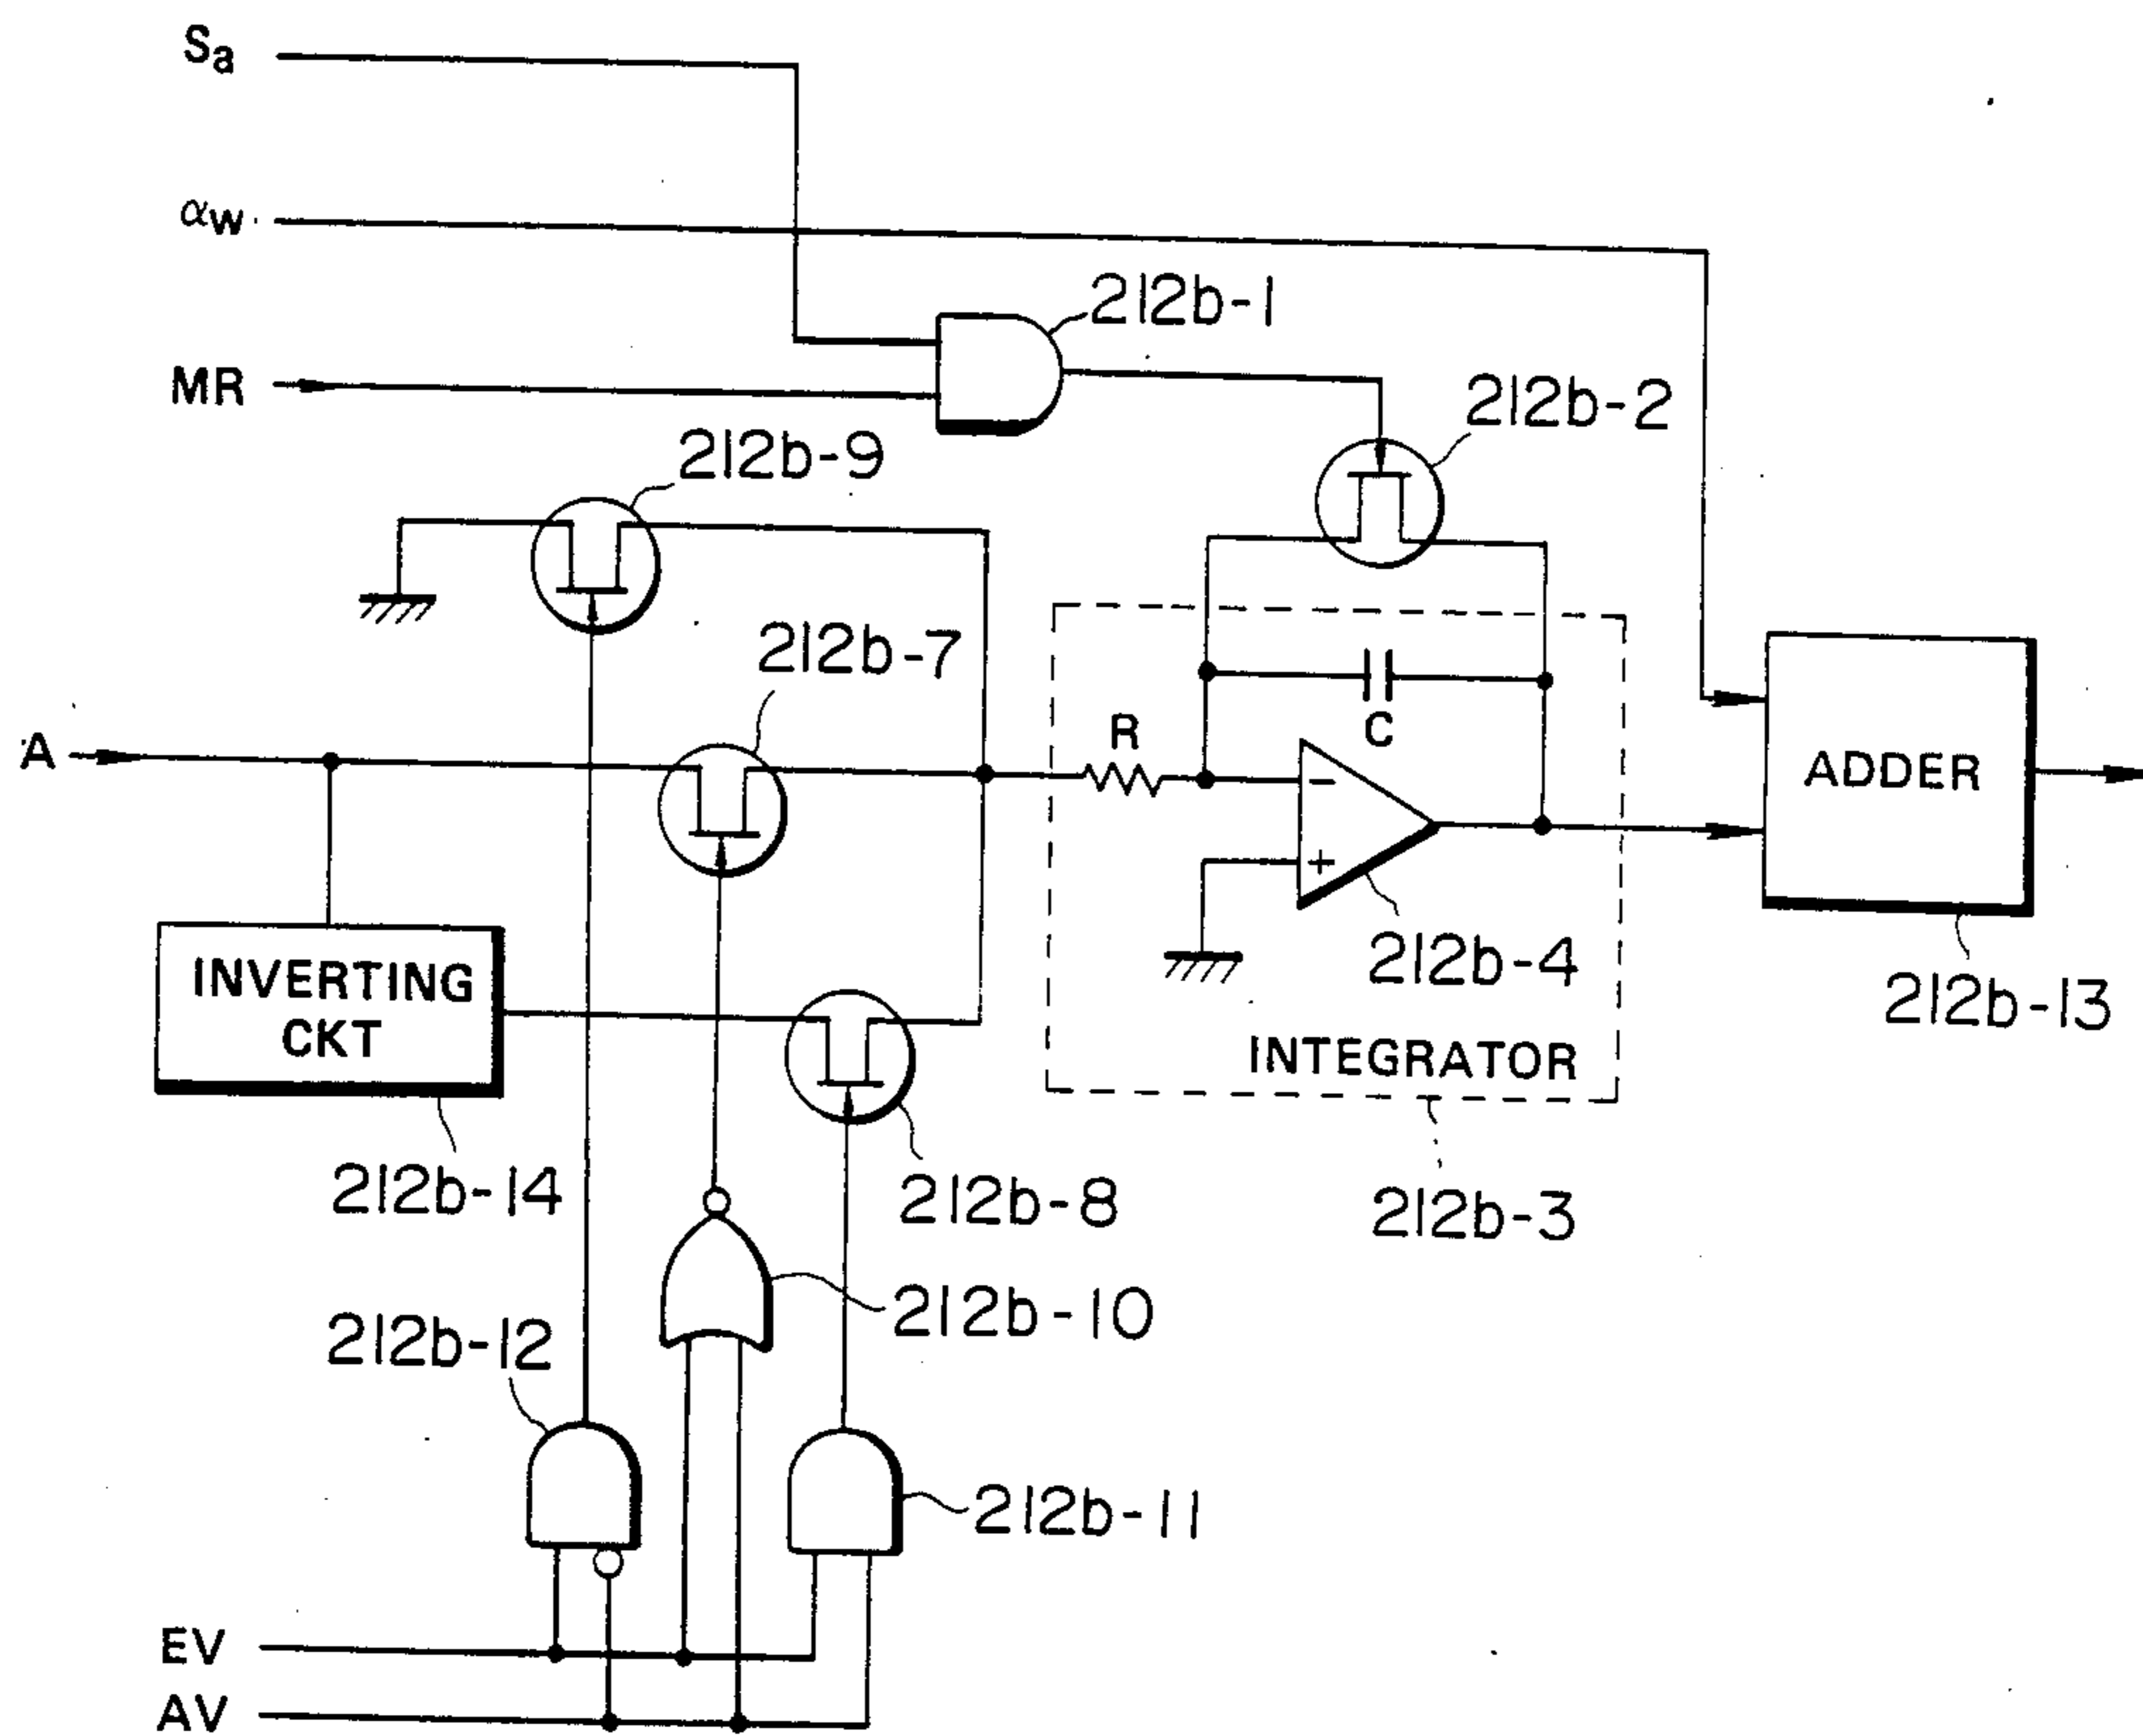 Sa
αw
212b-1
MR
212b-2
212b-9
212b-7
A
R
C
-
+
ADDER
INVERTING
CKT
212b-4
212b-13
INTEGRATOR
212b-14
212b-8
212b-3
212b-10
212b-12
212b-11
EV
AV